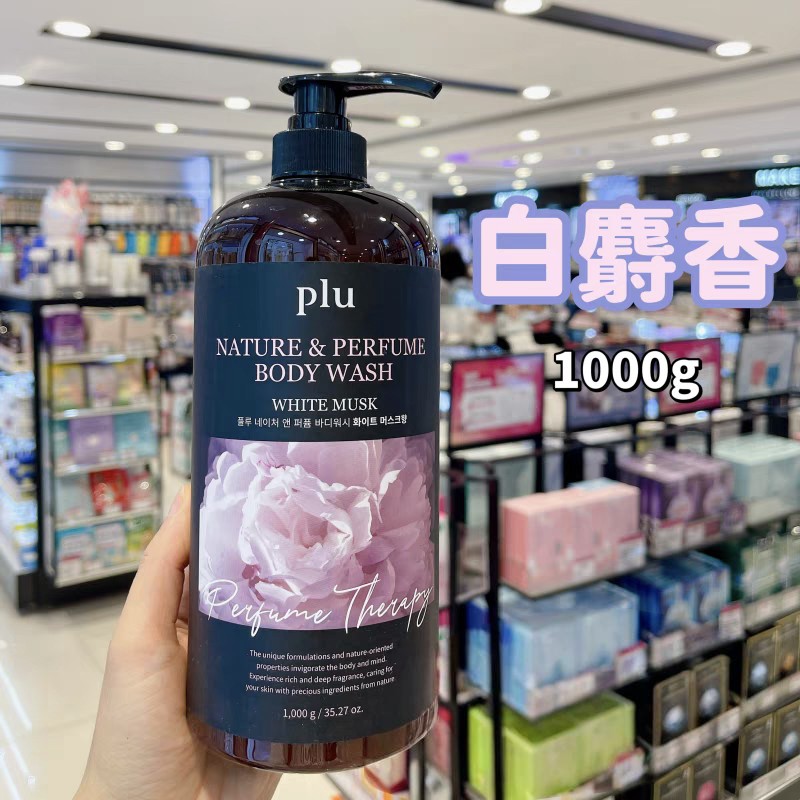 plu
NATURE & PERFUME
BODY WASH
WHITE MUSK
플루 네이처 앤 퍼퓸 바디워시 화이트 머스크향
Perfume Therapy
The unique formulations and nature-oriented
properties invigorate the body and mind.
Experience rich and deep fragrance, caring for
your skin with precious ingredients from nature
1,000 g / 35.27 oz.
白麝香
1000g